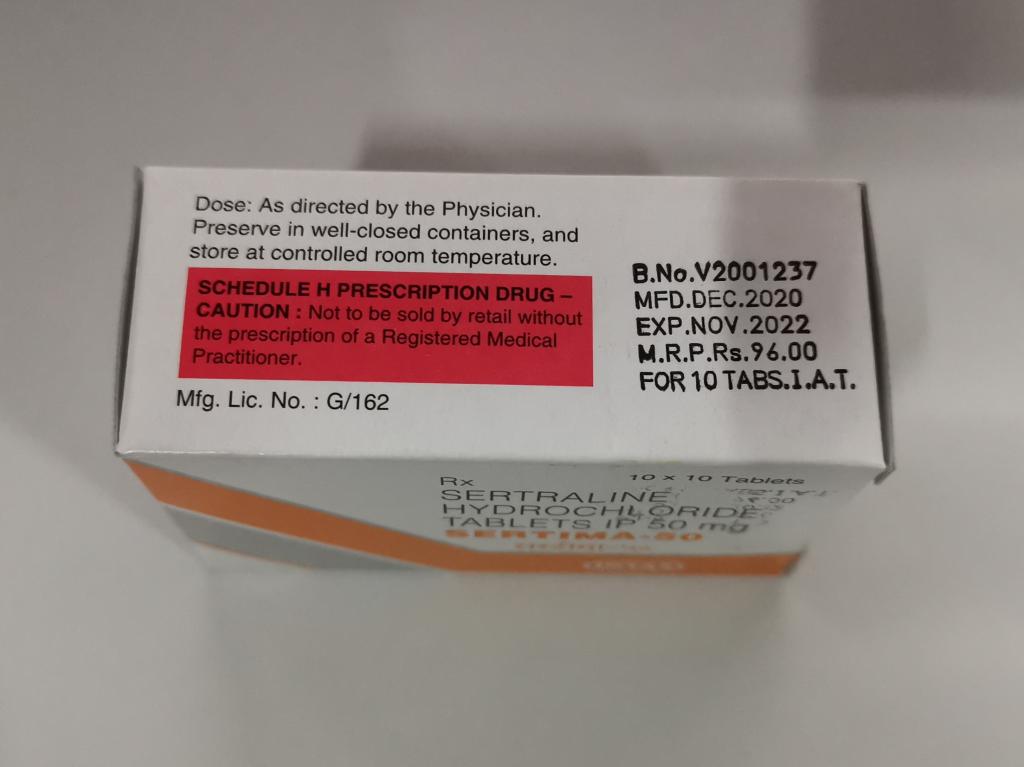 Dose: As directed by the Physician.
Preserve in well-closed containers, and
store at controlled room temperature.
SCHEDULE H PRESCRIPTION DRUG –
CAUTION : Not to be sold by retail without
the prescription of a Registered Medical
Practitioner.
Mfg. Lic. No. : G/162
B.No.V2001237
MFD.DEC.2020
EXP.NOV.2022
M.R.P.Rs.96.00
FOR 10 TABS.I.A.T.
Rx
10 x 10 Tablets
SERTRALINE
HYDROCHLORIDE
TABLETS IP 50 mg
SERTIMA-50